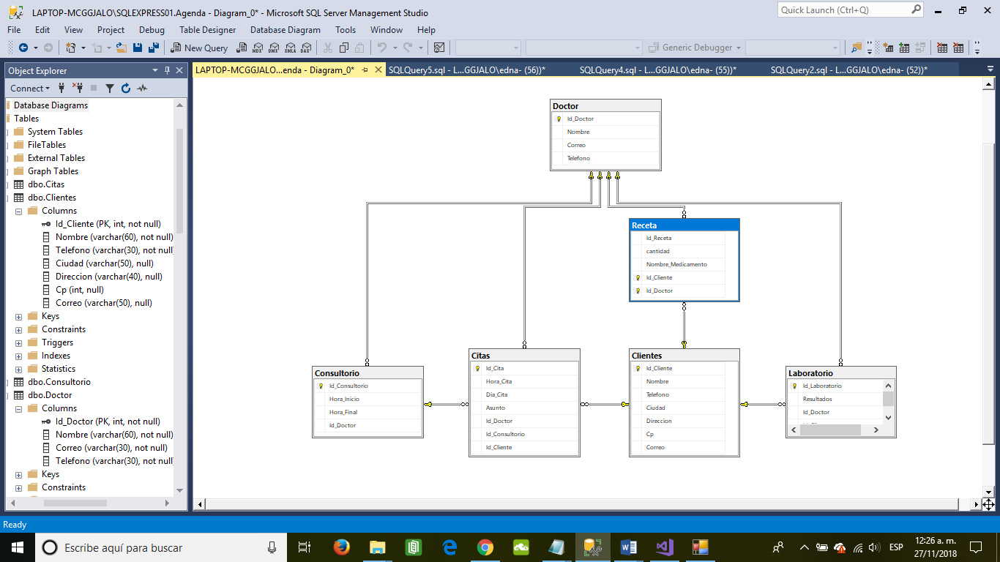 LAPTOP-MCGGJALO\SQLEXPRESS01.Agenda - Diagram_0* - Microsoft SQL Server Management Studio
Quick Launch (Ctrl+Q)
File Edit View Project Debug Table Designer Database Diagram Tools Window Help
New Query
MDX DMX XMLA DAX
Generic Debugger
Object Explorer
LAPTOP-MCGGJALO...enda - Diagram_0*
SQLQuery5.sql - L...GGJALO\edna- (56))*
SQLQuery4.sql - L...GGJALO\edna- (55))*
SQLQuery2.sql - L...GGJALO\edna- (52))*
Connect
Database Diagrams
Tables
System Tables
FileTables
External Tables
Graph Tables
dbo.Citas
dbo.Clientes
Columns
Id_Cliente (PK, int, not null)
Nombre (varchar(60), not null)
Telefono (varchar(30), not null
Ciudad (varchar(50), null)
Direccion (varchar(40), null)
Cp (int, null)
Correo (varchar(50), null)
Keys
Constraints
Triggers
Indexes
Statistics
dbo.Consultorio
dbo.Doctor
Columns
Id_Doctor (PK, int, not null)
Nombre (varchar(60), not null)
Correo (varchar(30), not null)
Telefono (varchar(30), not null
Keys
Constraints
Doctor
Id_Doctor
Nombre
Correo
Telefono
Receta
Id_Receta
cantidad
Nombre_Medicamento
Id_Cliente
Id_Doctor
Consultorio
Id_Consultorio
Hora_Inicio
Hora_Final
Id_Doctor
Citas
Id_Cita
Hora_Cita
Dia_Cita
Asunto
Id_Doctor
Id_Consultorio
Id_Cliente
Clientes
Id_Cliente
Nombre
Telefono
Ciudad
Direccion
Cp
Correo
Laboratorio
Id_Laboratorio
Resultados
Id_Doctor
Ready
Escribe aquí para buscar
ESP
12:26 a. m.
27/11/2018